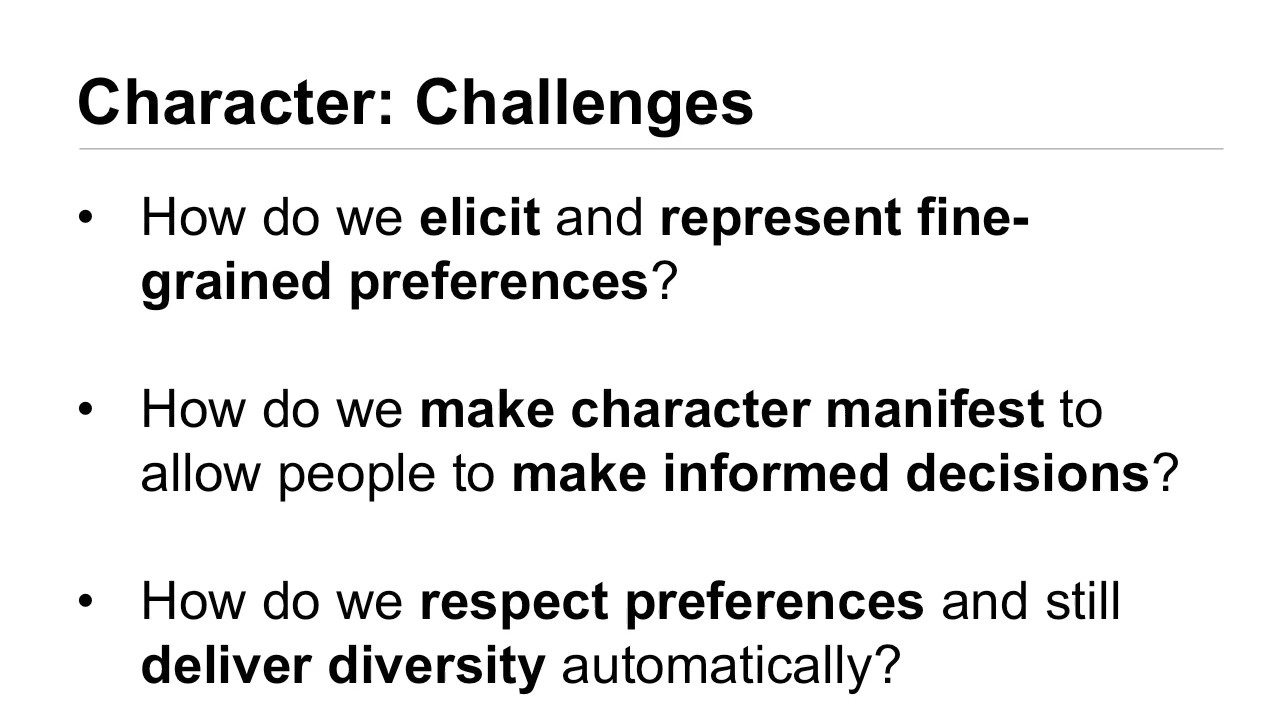 Character: Challenges
• How do we elicit and represent fine-
grained preferences?
• How do we make character manifest to
allow people to make informed decisions?
• How do we respect preferences and still
deliver diversity automatically?